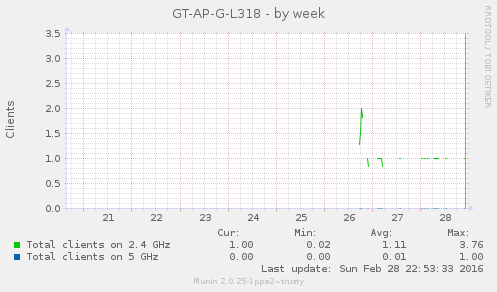 GT-AP-G-L318 - by week
RRDTOOL / TOBI OETIKER
Clients
3.5
3.0
2.5
2.0
1.5
1.0
0.5
0.0
21 22 23 24 25 26 27 28
Cur: Min: Avg: Max:
Total clients on 2.4 GHz 1.00 0.02 1.11 3.76
Total clients on 5 GHz 0.00 0.00 0.01 1.00
Last update: Sun Feb 28 22:53:33 2016
Munin 2.0.25-1ppa2~trusty